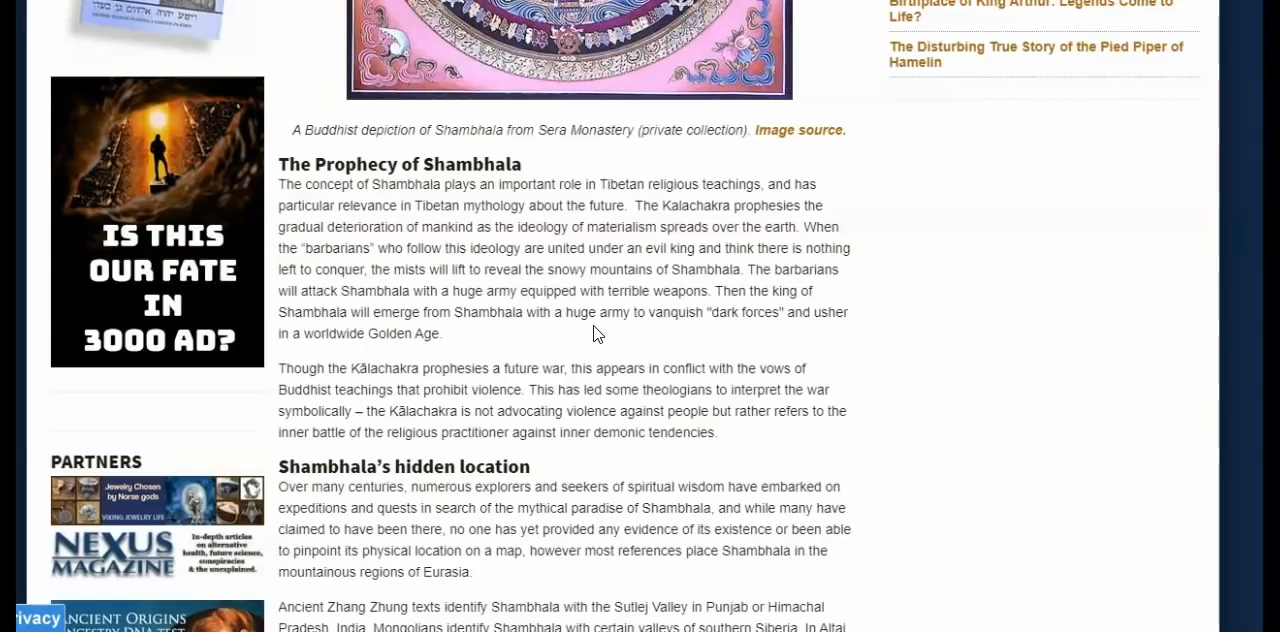 Birthplace of King Arthur: Legends Come to
Life?
The Disturbing True Story of the Pied Piper of
Hamelin
A Buddhist depiction of Shambhala from Sera Monastery (private collection). Image source.
The Prophecy of Shambhala
The concept of Shambhala plays an important role in Tibetan religious teachings, and has
particular relevance in Tibetan mythology about the future.  The Kalachakra prophesies the
gradual deterioration of mankind as the ideology of materialism spreads over the earth. When
the “barbarians” who follow this ideology are united under an evil king and think there is nothing
left to conquer, the mists will lift to reveal the snowy mountains of Shambhala. The barbarians
will attack Shambhala with a huge army equipped with terrible weapons. Then the king of
Shambhala will emerge from Shambhala with a huge army to vanquish "dark forces" and usher
in a worldwide Golden Age.
Though the Kālachakra prophesies a future war, this appears in conflict with the vows of
Buddhist teachings that prohibit violence. This has led some theologians to interpret the war
symbolically – the Kālachakra is not advocating violence against people but rather refers to the
inner battle of the religious practitioner against inner demonic tendencies.
Shambhala’s hidden location
Over many centuries, numerous explorers and seekers of spiritual wisdom have embarked on
expeditions and quests in search of the mythical paradise of Shambhala, and while many have
claimed to have been there, no one has yet provided any evidence of its existence or been able
to pinpoint its physical location on a map, however most references place Shambhala in the
mountainous regions of Eurasia.
Ancient Zhang Zhung texts identify Shambhala with the Sutlej Valley in Punjab or Himachal
Pradesh, India. Mongolians identify Shambhala with certain valleys of southern Siberia. In Altai
IS THIS
OUR FATE
IN
3000 AD?
PARTNERS
Jewelry Chosen
by Norse gods
VIKING JEWELRY LIFE
NEXUS
MAGAZINE
In-depth articles
on alternative
health, future science,
conspiracies
& the unexplained.
rivacy
ANCIENT ORIGINS
ANCESTRY DNA TEST